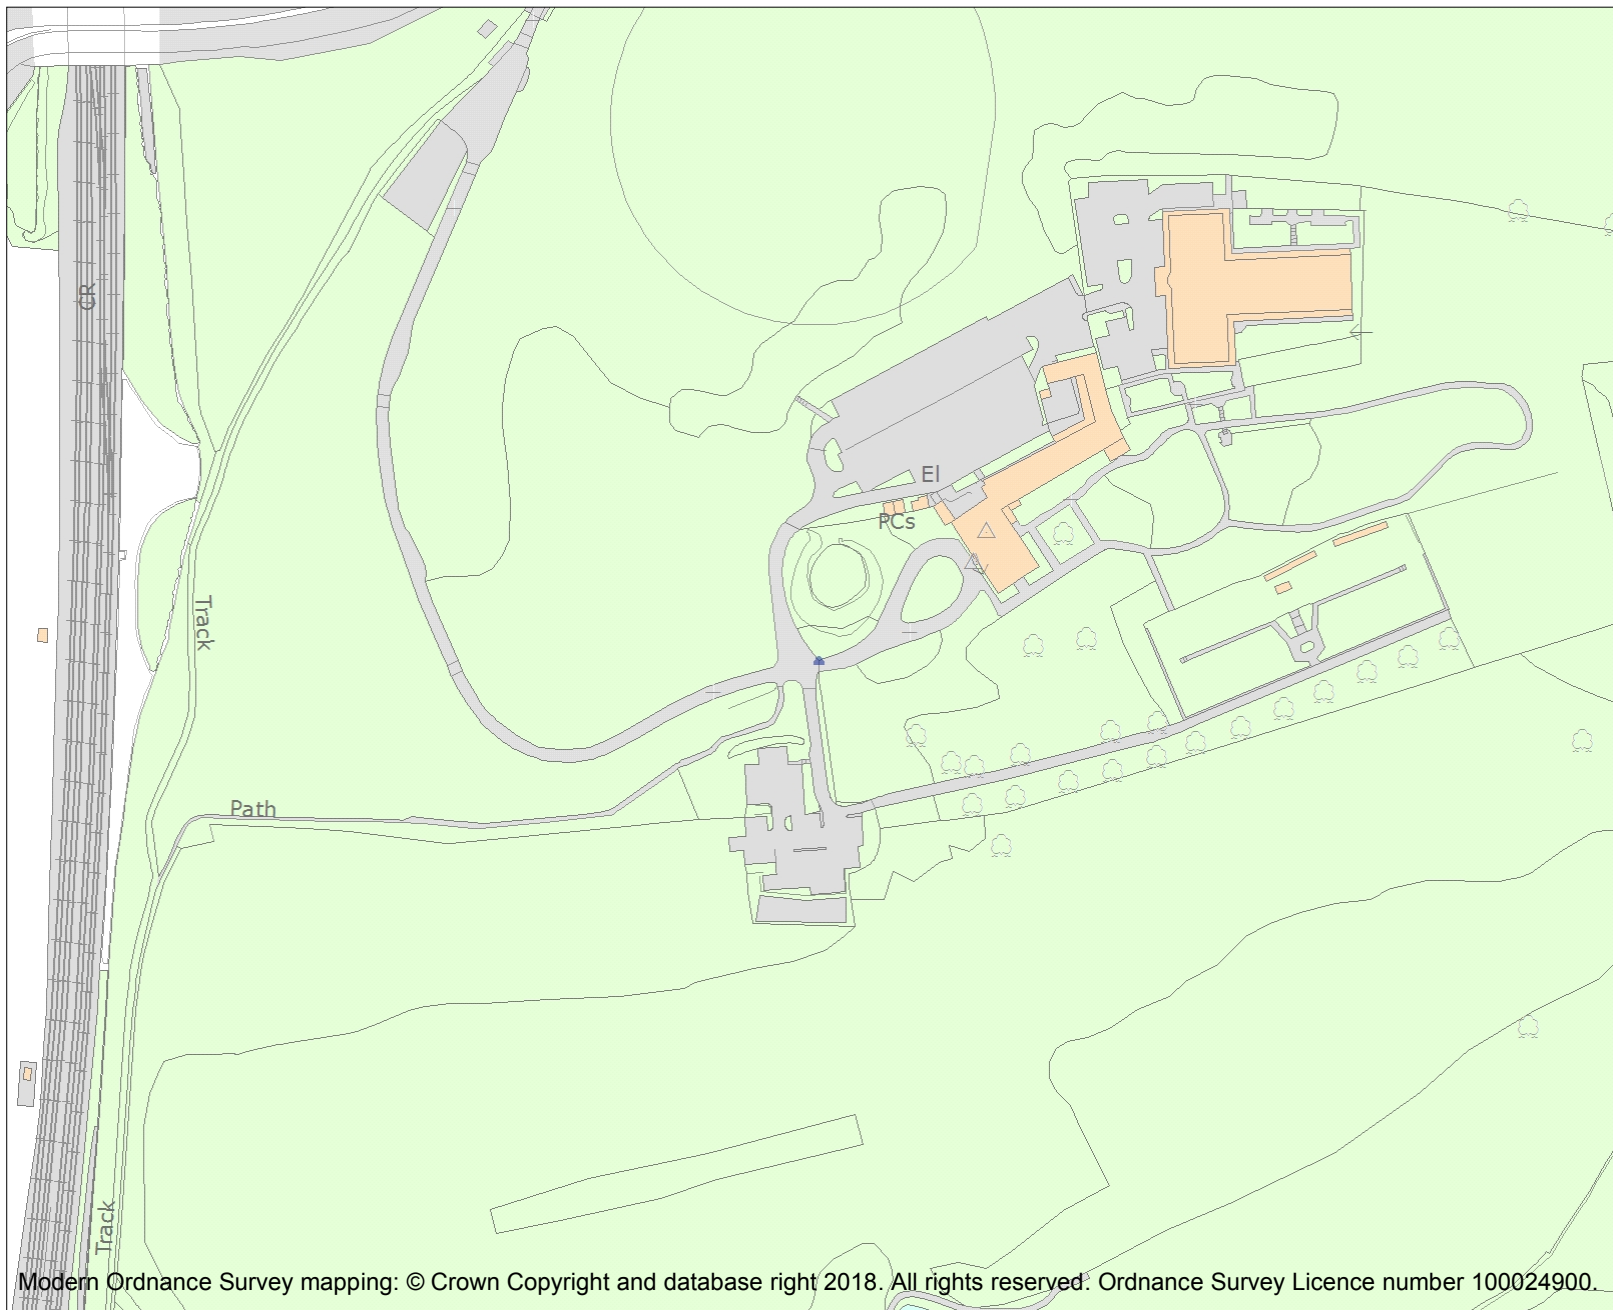 CR
El
PCs
Track
Path
Track
Modern Ordnance Survey mapping: © Crown Copyright and database right 2018. All rights reserved. Ordnance Survey Licence number 100024900.